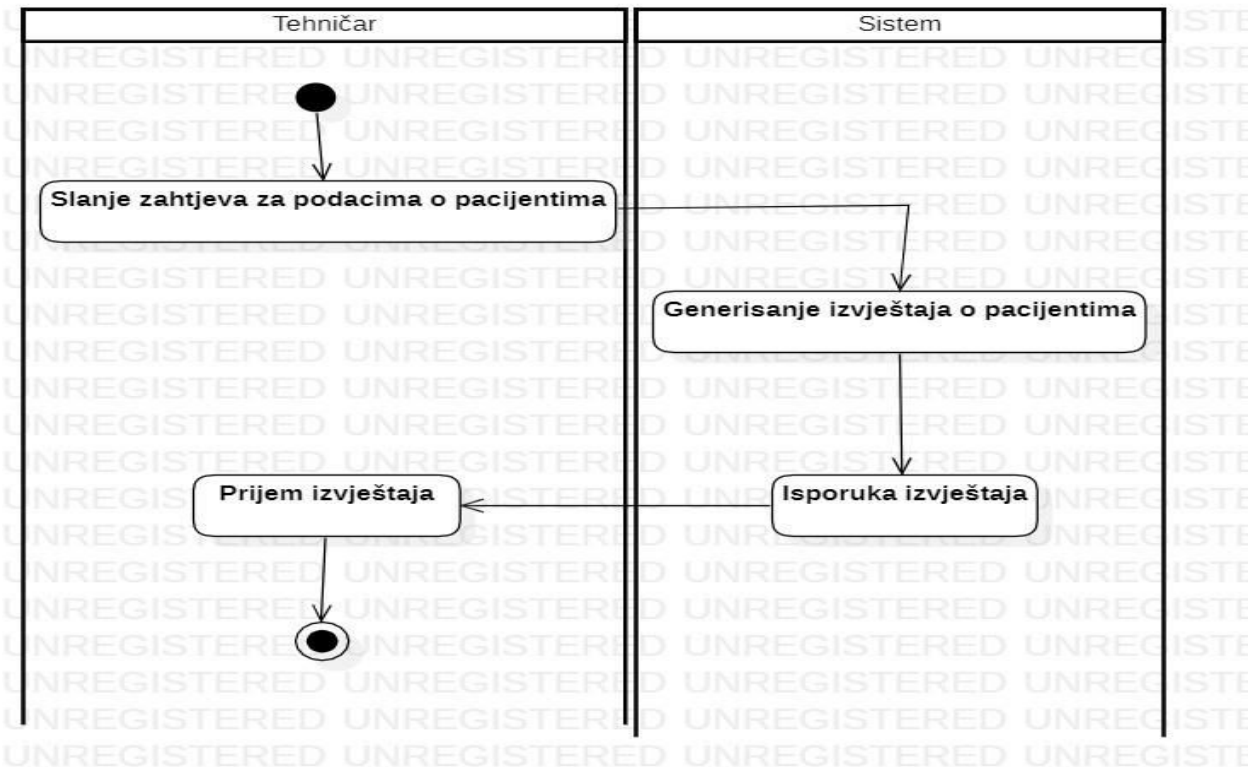 Tehničar
Sistem
Slanje zahtjeva za podacima o pacijentima
Generisanje izvještaja o pacijentima
Prijem izvještaja
Isporuka izvještaja
UNREGISTERED